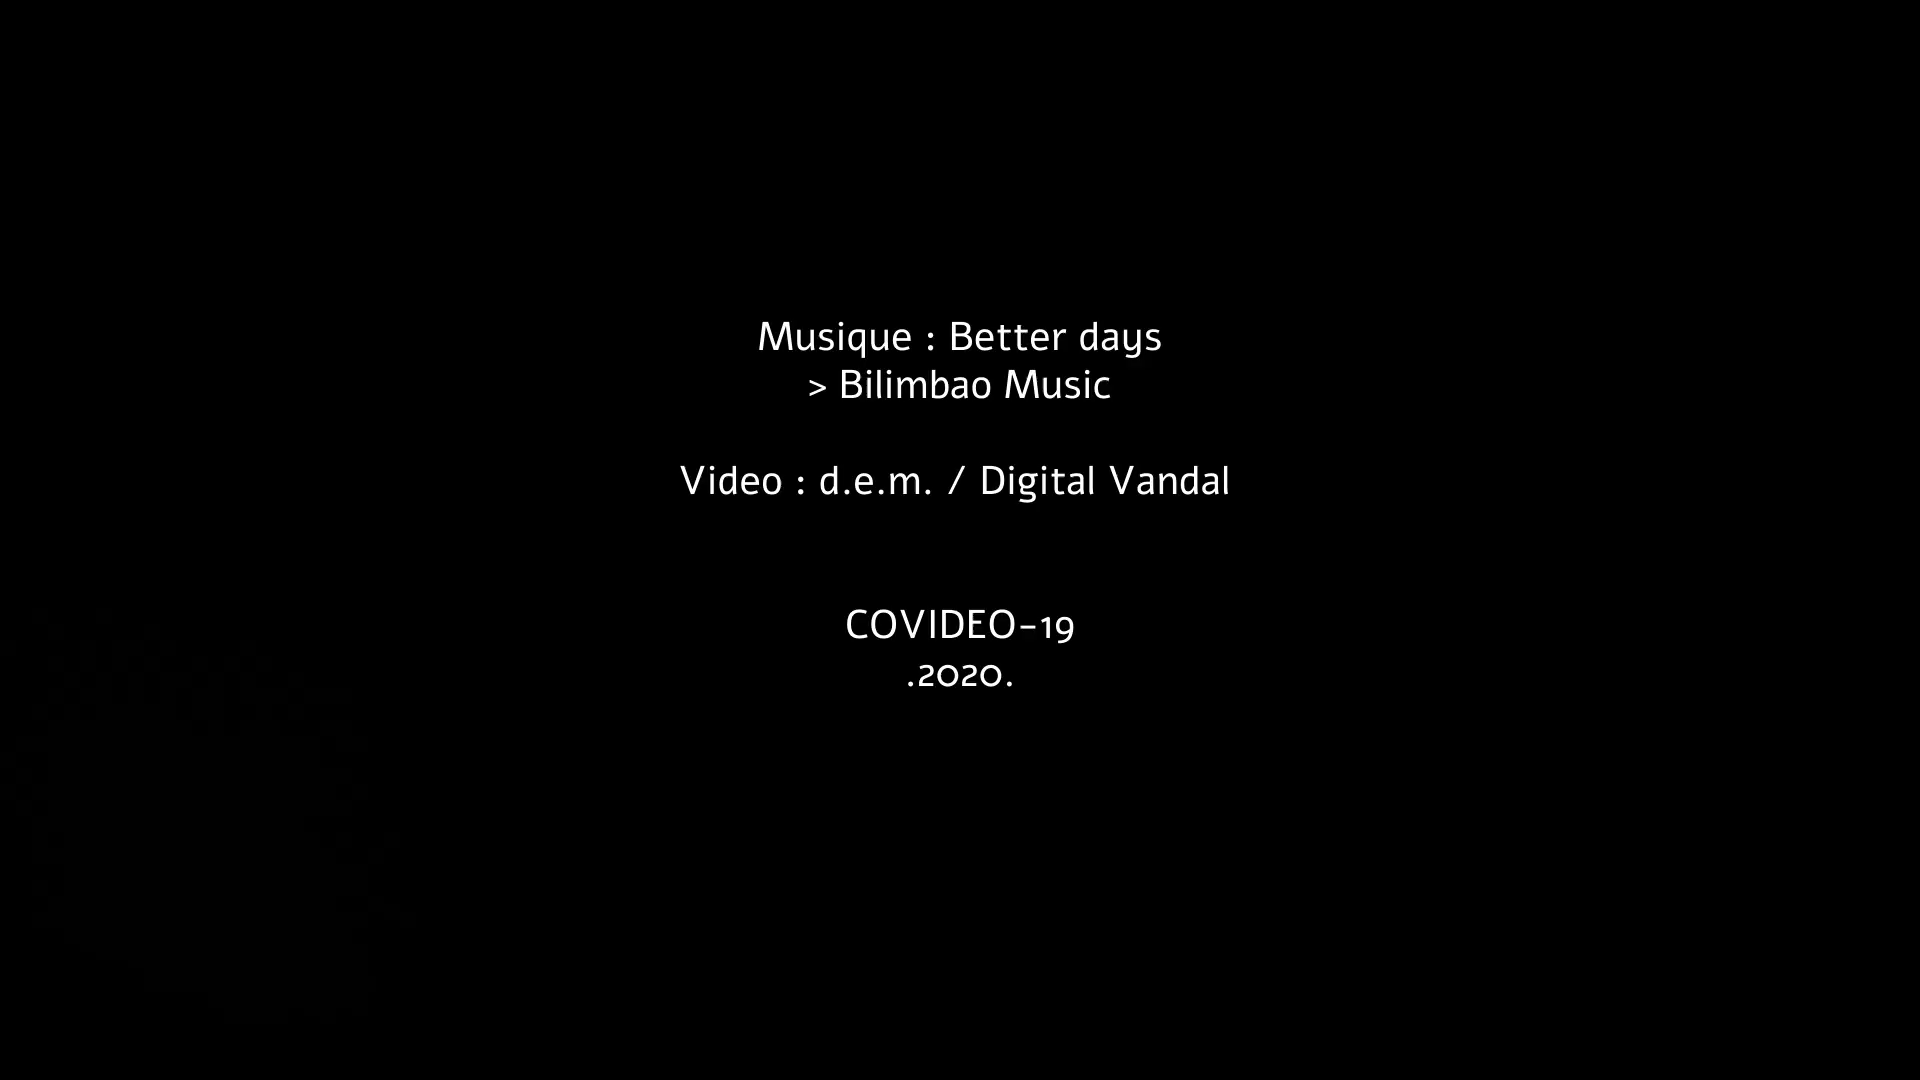 Musique : Better days
> Bilimbao Music
Video : d.e.m. / Digital Vandal
COVIDEO-19
.2020.